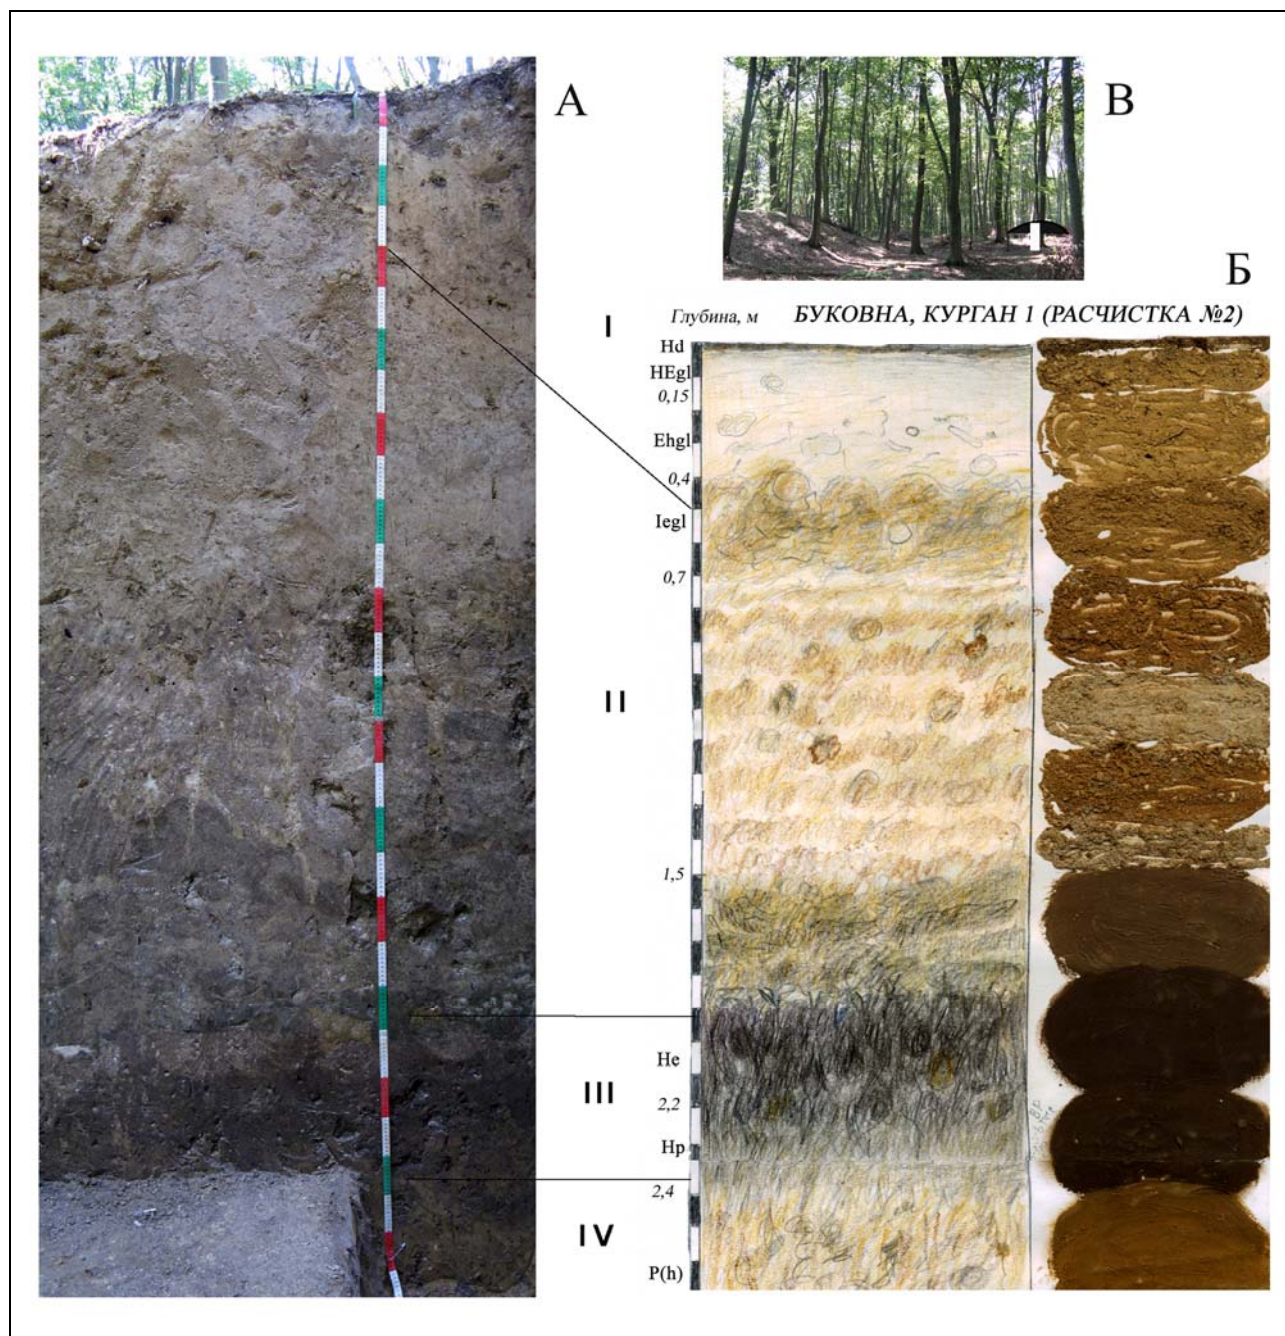 А
В
Б
I
Глубина, м
БУКОВНА, КУРГАН 1 (РАСЧИСТКА №2)
Hd
HEgl
0,15
Ehgl
0,4
Iegl
0,7
II
1,5
He
III
2,2
Hp
2,4
IV
P(h)